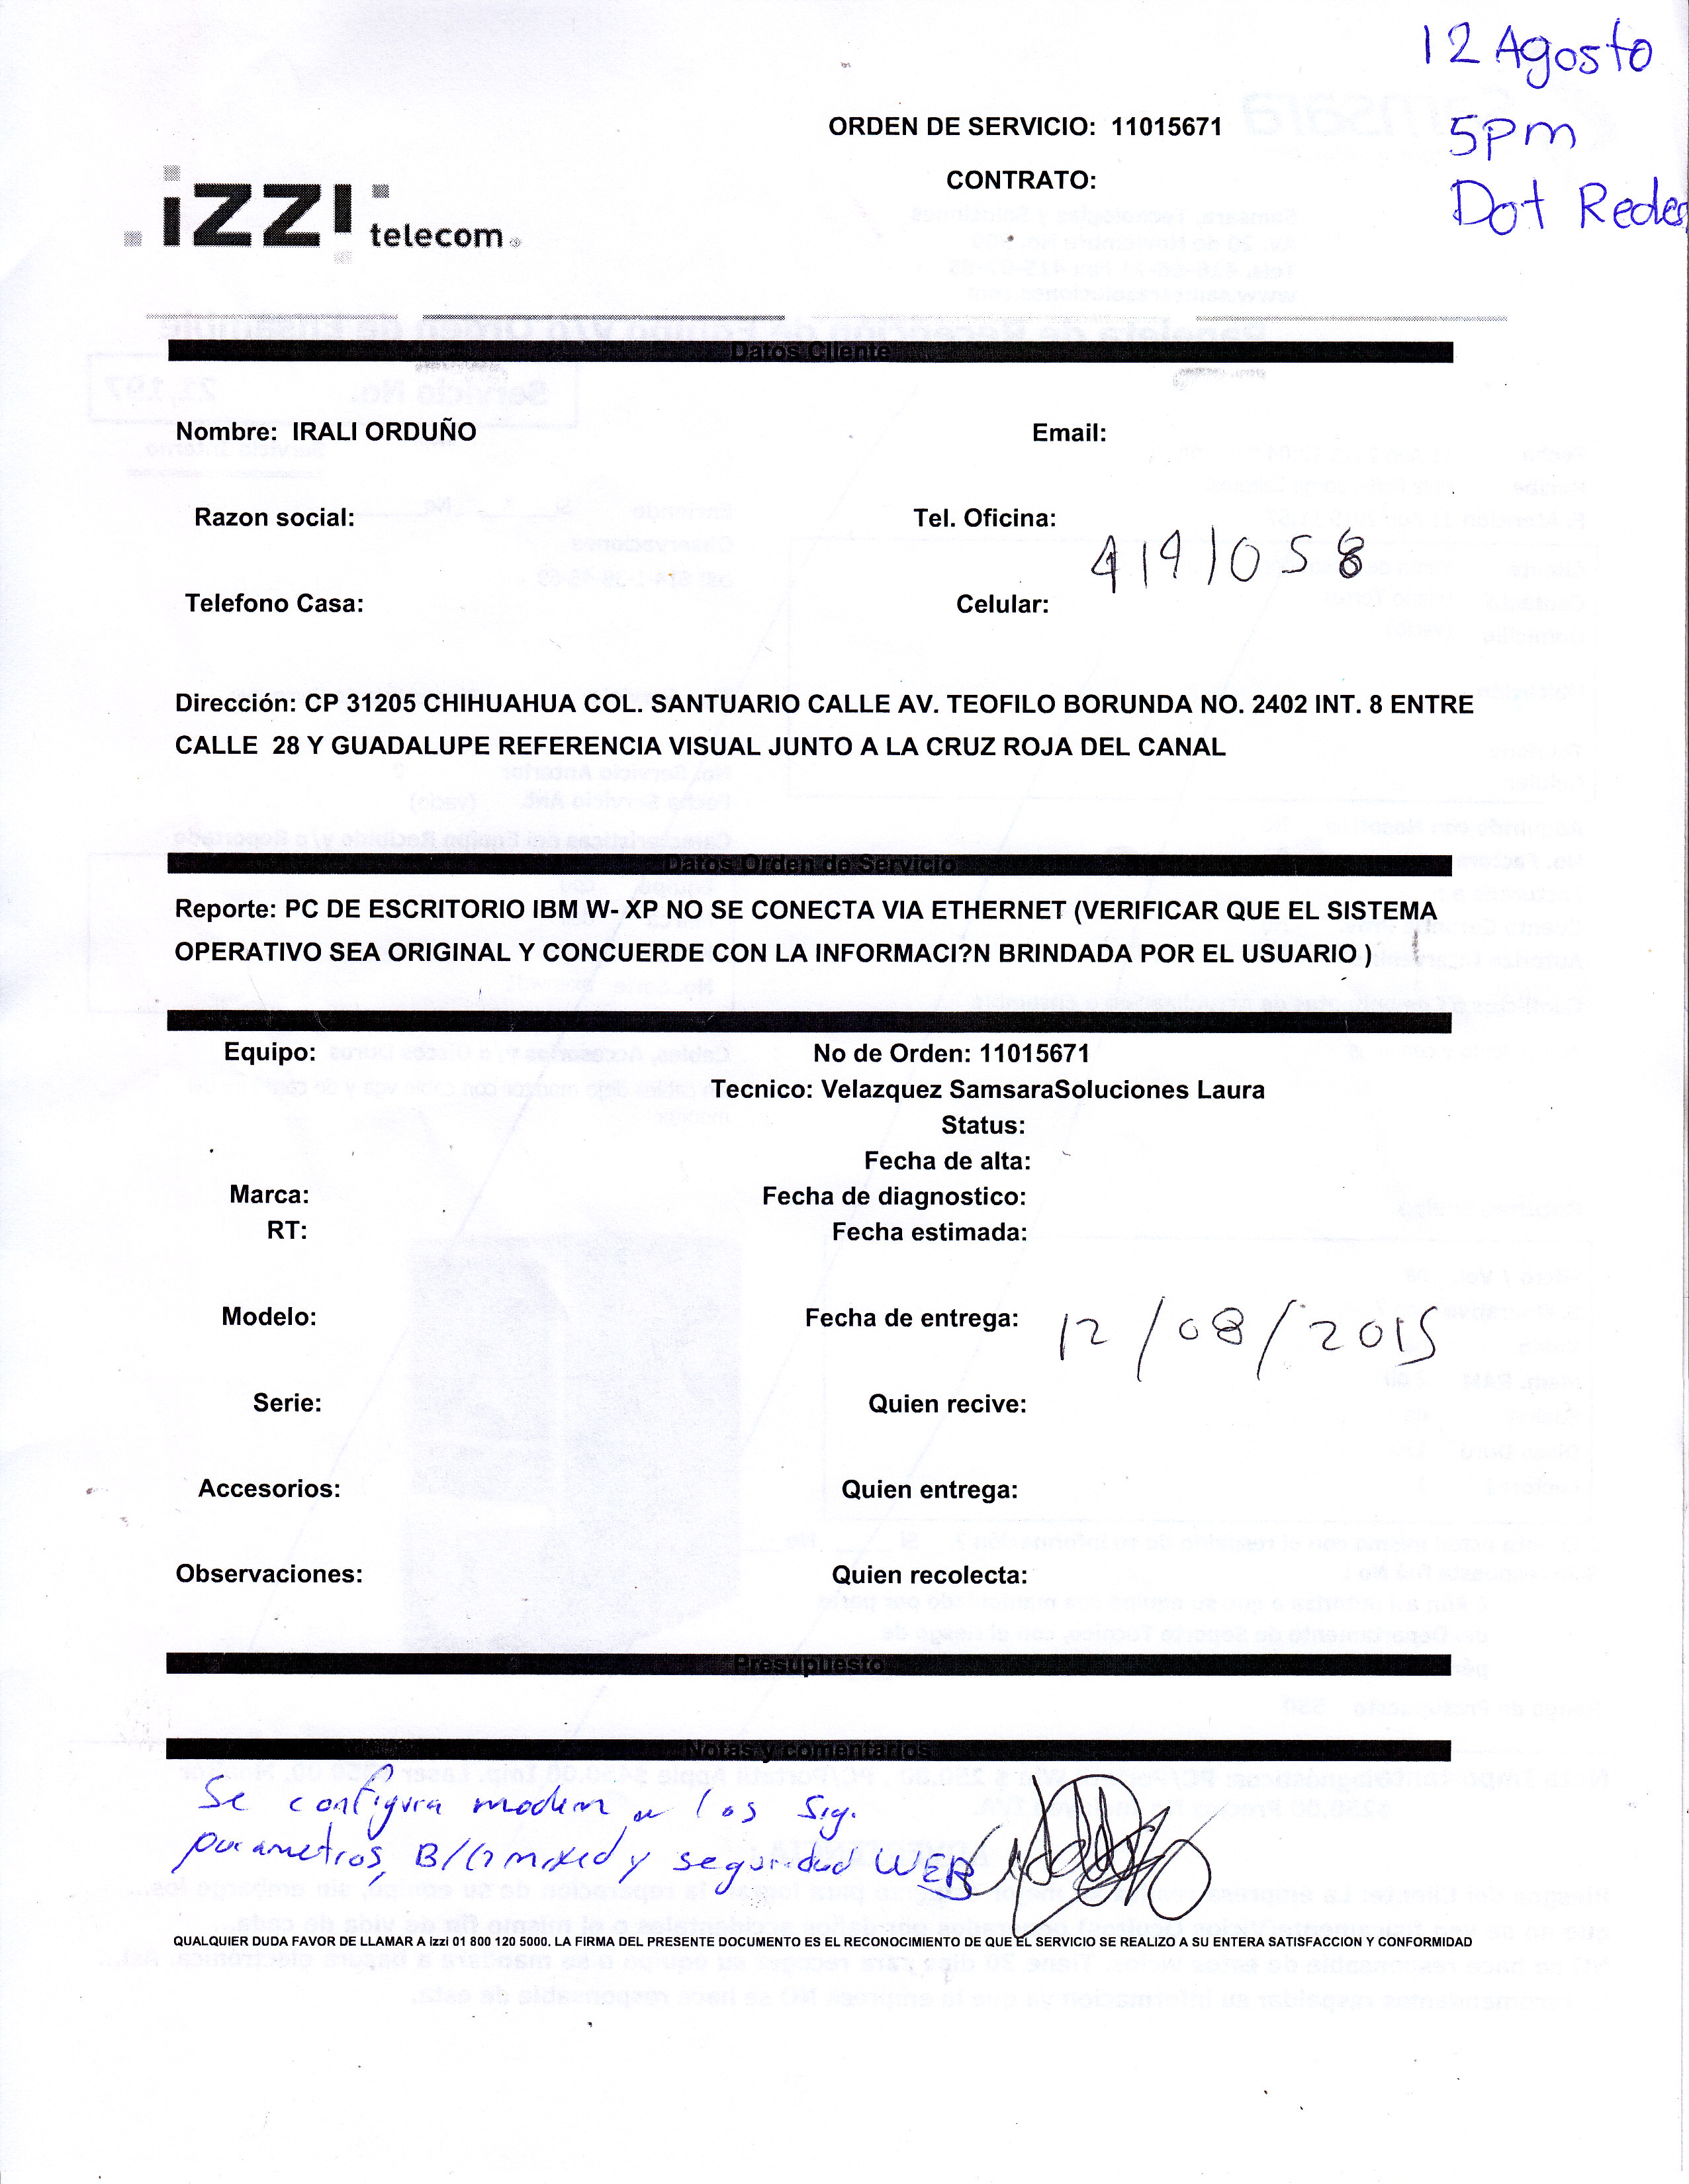 12 Agosto
5pm
Dot Redes
ORDEN DE SERVICIO: 11015671
CONTRATO:
izzi telecom
Datos Cliente
Nombre: IRALI ORDUÑO
Email:
Razon social:
Tel. Oficina:
4191058
Telefono Casa:
Celular:
Dirección: CP 31205 CHIHUAHUA COL. SANTUARIO CALLE AV. TEOFILO BORUNDA NO. 2402 INT. 8 ENTRE
CALLE 28 Y GUADALUPE REFERENCIA VISUAL JUNTO A LA CRUZ ROJA DEL CANAL
Datos Orden de Servicio
Reporte: PC DE ESCRITORIO IBM W- XP NO SE CONECTA VIA ETHERNET (VERIFICAR QUE EL SISTEMA
OPERATIVO SEA ORIGINAL Y CONCUERDE CON LA INFORMACI?N BRINDADA POR EL USUARIO )
Equipo:
No de Orden: 11015671
Tecnico: Velazquez SamsaraSoluciones Laura
Status:
Fecha de alta:
Marca:
Fecha de diagnostico:
RT:
Fecha estimada:
Modelo:
Fecha de entrega: 12/08/2015
Serie:
Quien recive:
Accesorios:
Quien entrega:
Observaciones:
Quien recolecta:
Presupuesto
Notas y comentarios
Se configura modem los sig.
parametros, B/G mixed y seguridad WEP
QUALQUIER DUDA FAVOR DE LLAMAR A izzi 01 800 120 5000. LA FIRMA DEL PRESENTE DOCUMENTO ES EL RECONOCIMIENTO DE QUE EL SERVICIO SE REALIZO A SU ENTERA SATISFACCION Y CONFORMIDAD